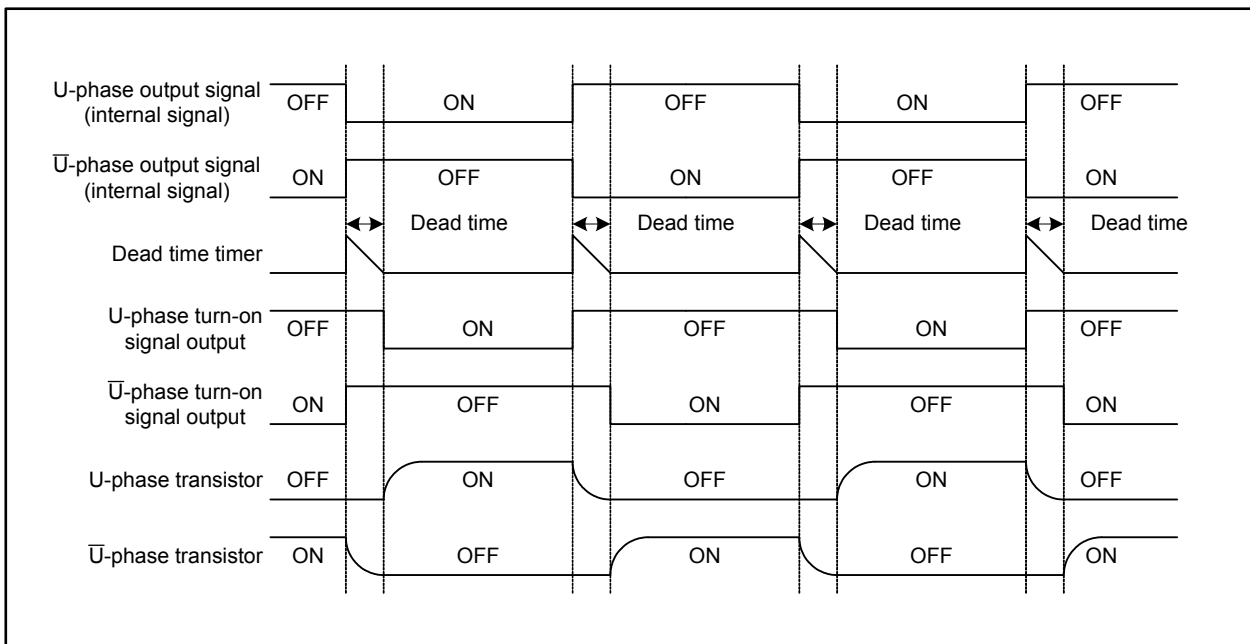 U-phase output signal
(internal signal)
OFF ON OFF ON OFF
U̅-phase output signal
(internal signal)
ON OFF ON OFF ON
Dead time Dead time Dead time Dead time
Dead time timer
U-phase turn-on
signal output
OFF ON OFF ON OFF
U̅-phase turn-on
signal output
ON OFF ON OFF ON
U-phase transistor OFF ON OFF ON OFF
U̅-phase transistor ON OFF ON OFF ON